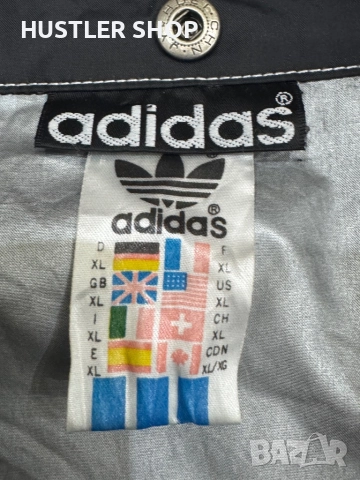 HUSTLER SHOP
adidas®
adidas®
D F
XL XL
GB US
XL XL
I CH
XL XL
E CDN
XL XL/XG
BAZAR